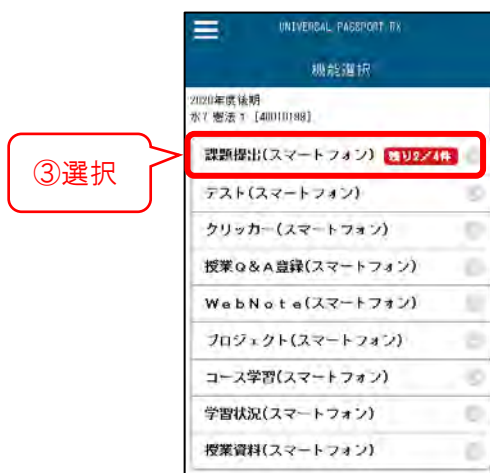 UNIVERSAL PASSPORT RX
機能選択
2020年度後期
水7 憲法1 [40010199]
③選択
課題提出(スマートフォン) 残り2/4件
テスト(スマートフォン)
クリッカー(スマートフォン)
授業Q&A登録(スマートフォン)
WebNote(スマートフォン)
プロジェクト(スマートフォン)
コース学習(スマートフォン)
学習状況(スマートフォン)
授業資料(スマートフォン)